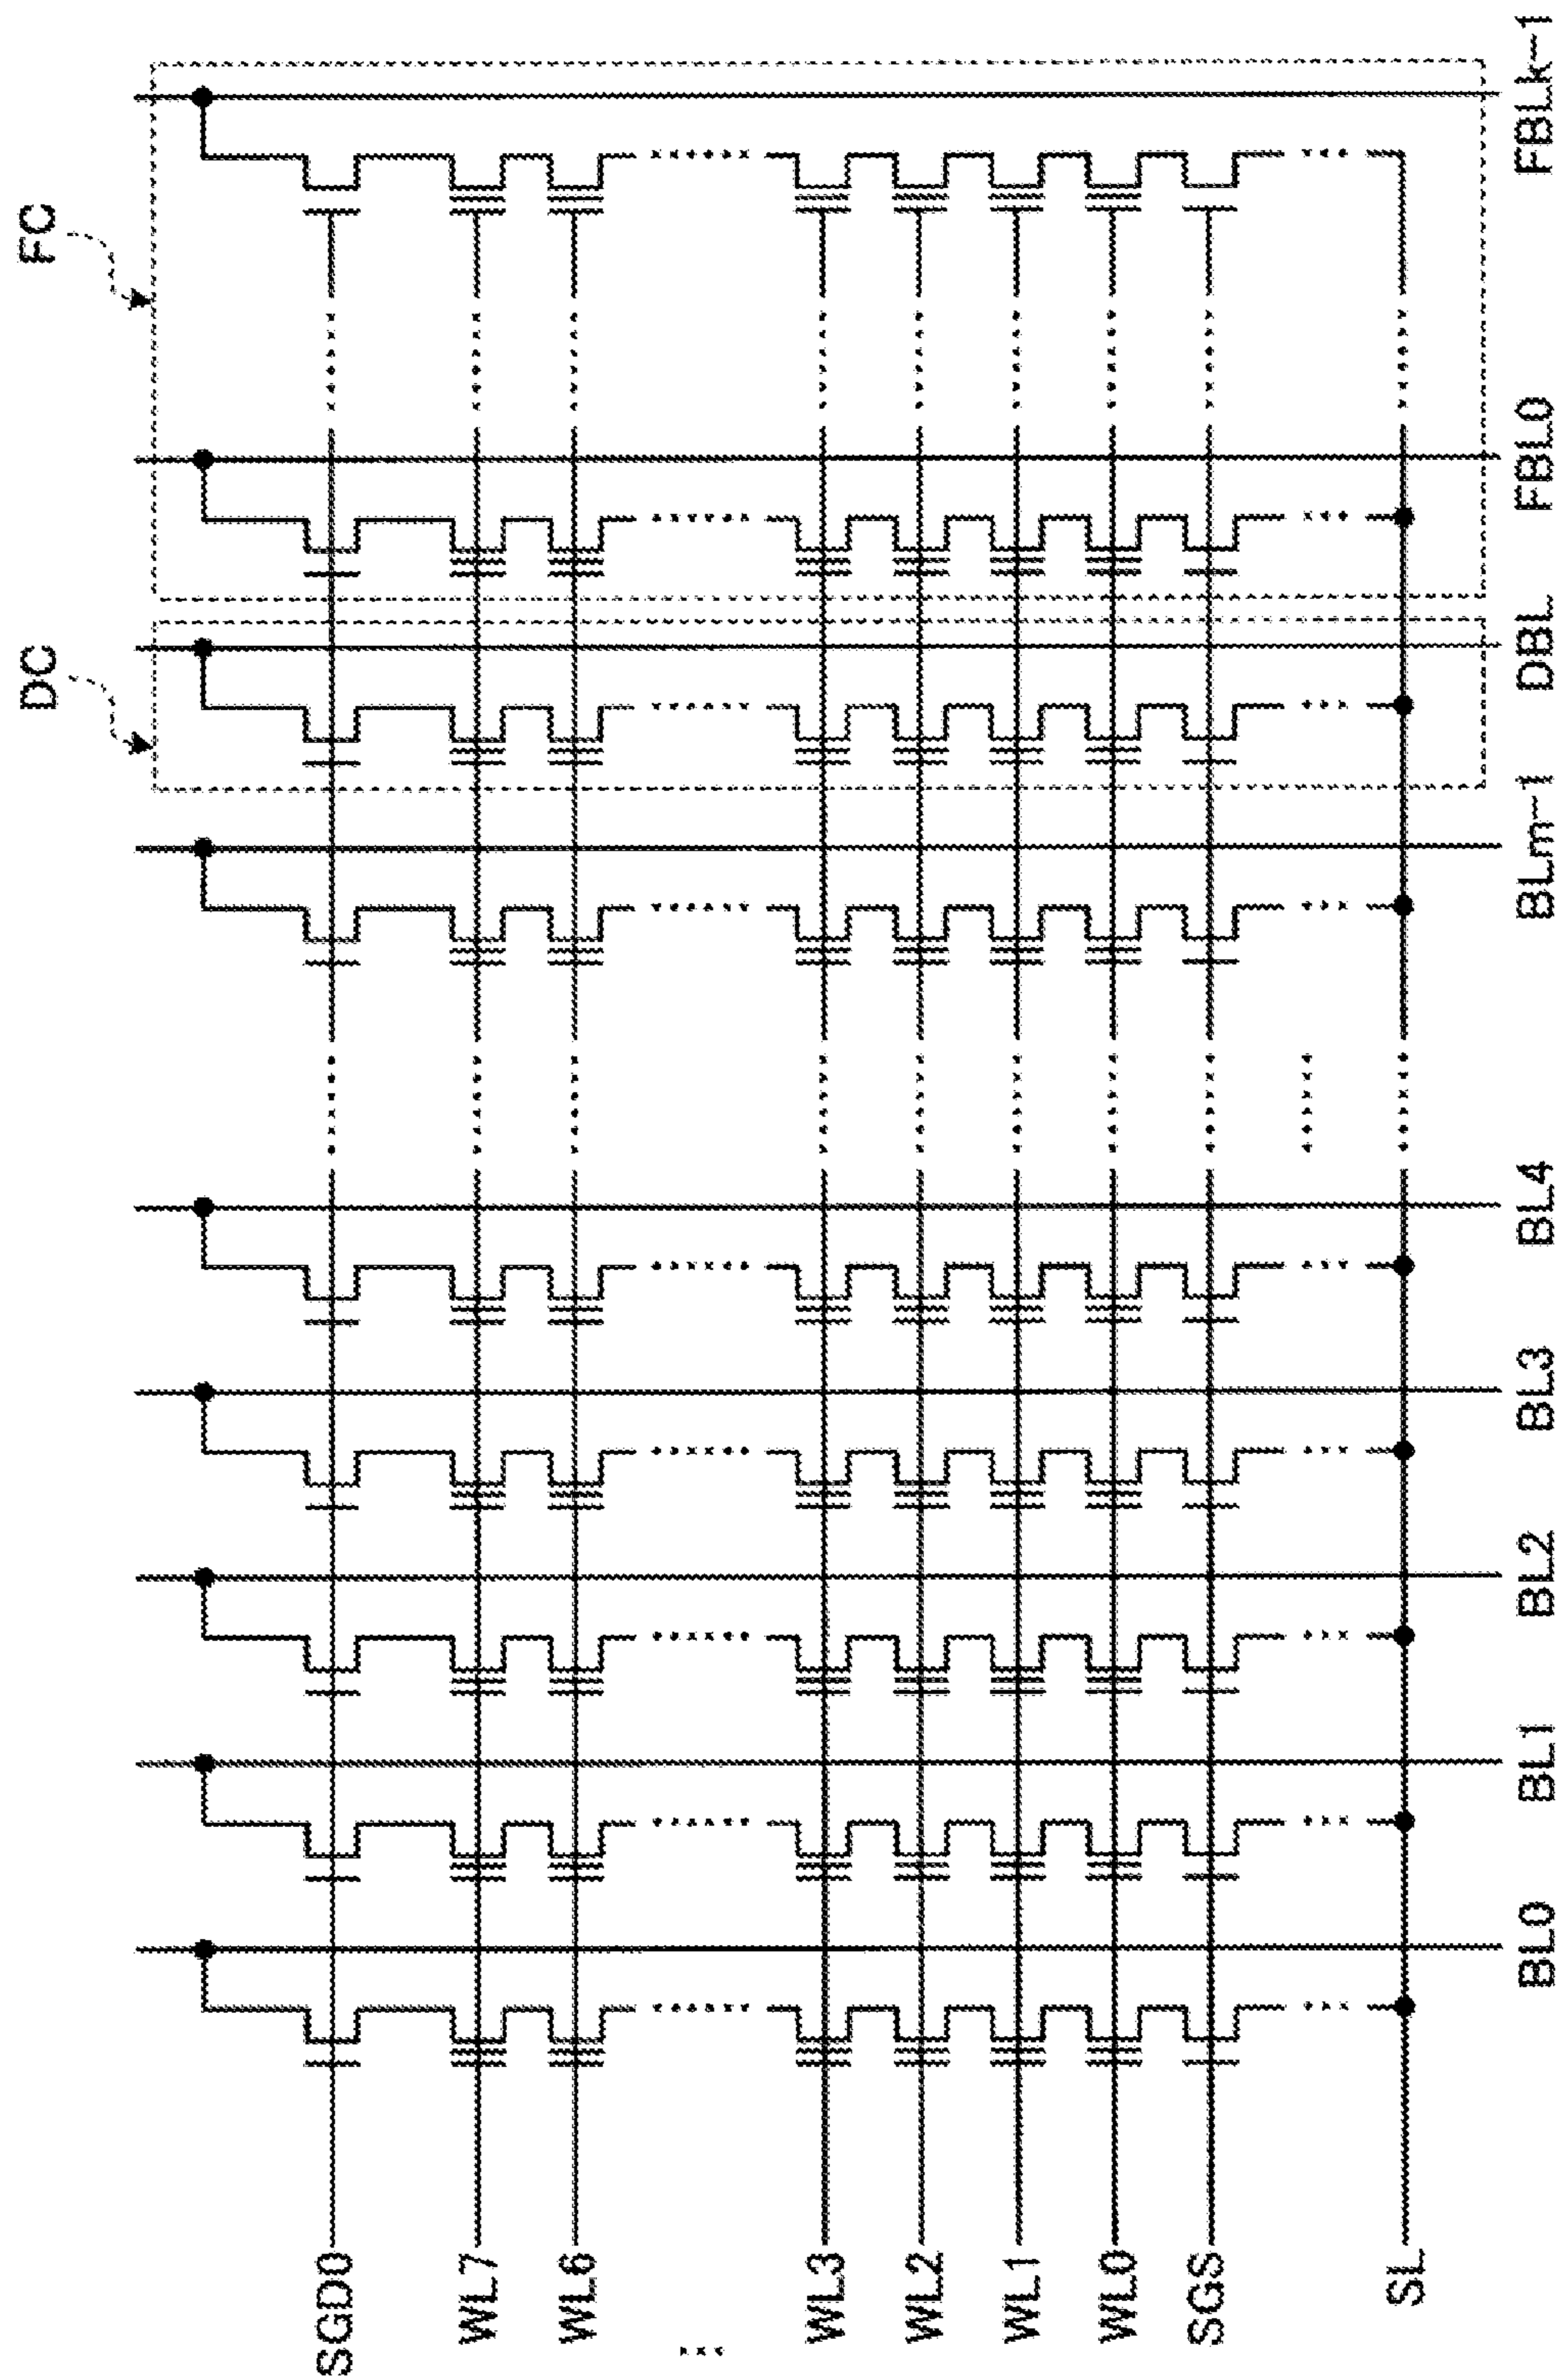 DC
FC
SGD0
WL7
WL6
...
WL3
WL2
WL1
WL0
SGS
SL
BL0
BL1
BL2
BL3
BL4
BLm-1
DBL
FBL0
FBLk-1